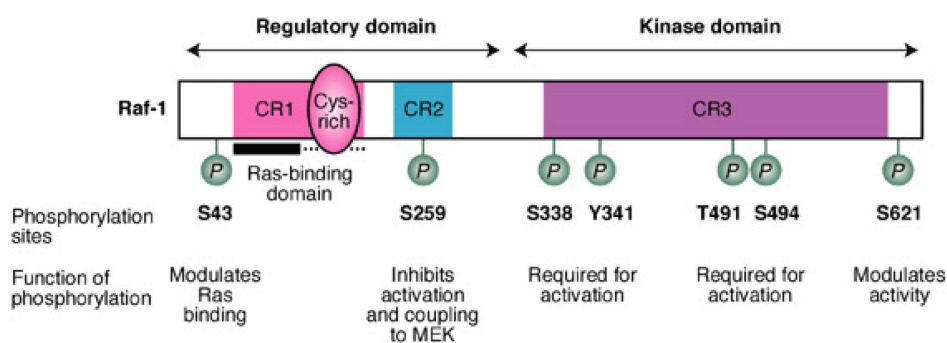 Regulatory domain Kinase domain
Raf-1 CR1 Cys-rich CR2 CR3
P P P P P P P
Ras-binding
domain
Phosphorylation
sites
S43 S259 S338 Y341 T491 S494 S621
Function of
phosphorylation
Modulates
Ras
binding
Inhibits
activation
and coupling
to MEK
Required for
activation
Required for
activation
Modulates
activity